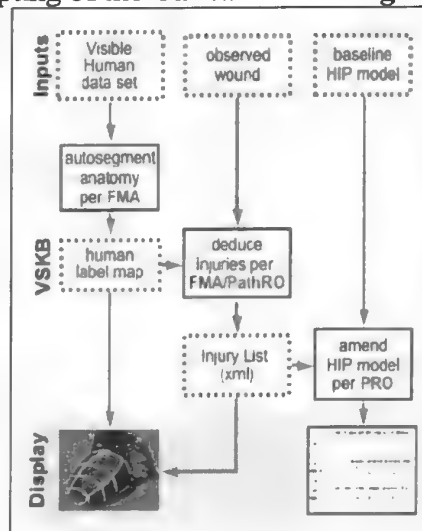 Inputs
Visible
Human
data set
observed
wound
baseline
HIP model
autosegment
anatomy
per FMA
VSKB
human
label map
deduce
injuries per
FMA/PathRO
Injury List
(xml)
amend
HIP model
per PRO
Display